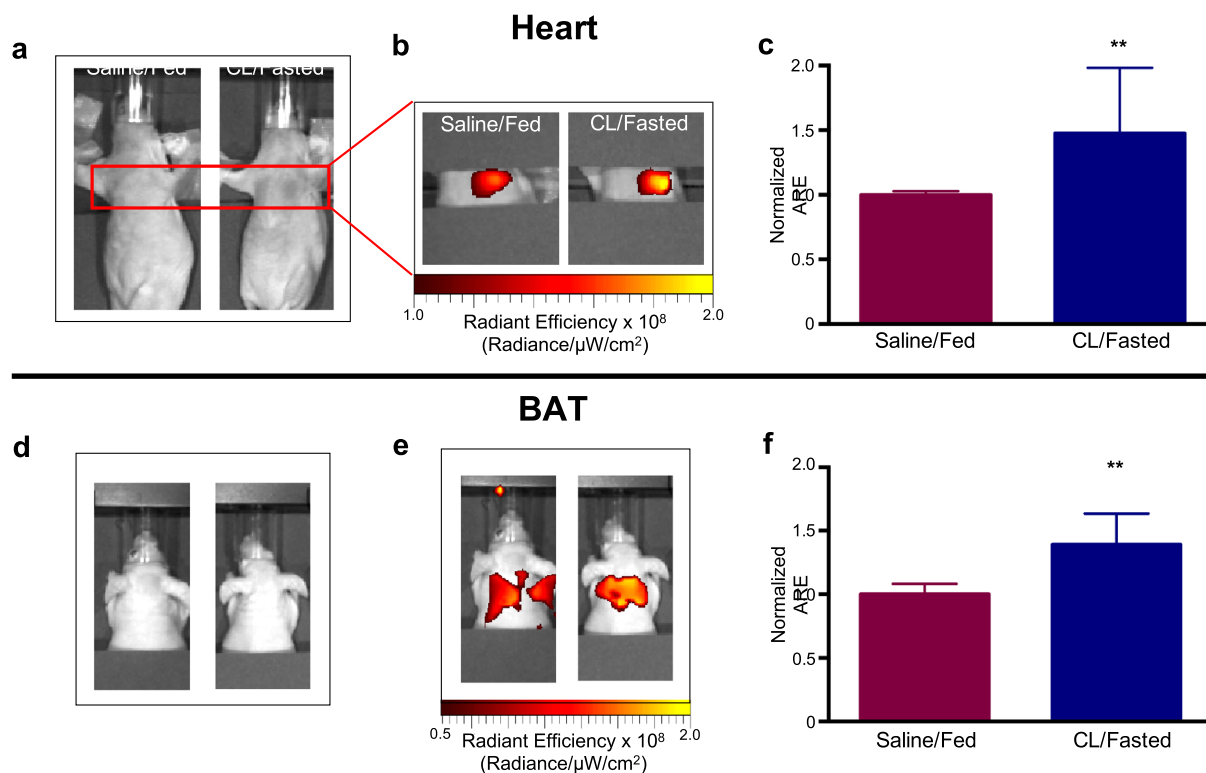 Heart
a
Saline/Fed
CL/Fasted
b
Saline/Fed
CL/Fasted
1.0
2.0
Radiant Efficiency x 10⁸
(Radiance/µW/cm²)
c
**
2.0
1.5
1.0
0.5
0
Normalized
ARE
Saline/Fed
CL/Fasted
BAT
d
e
0.5
2.0
Radiant Efficiency x 10⁸
(Radiance/µW/cm²)
f
**
2.0
1.5
1.0
0.5
0
Normalized
ARE
Saline/Fed
CL/Fasted